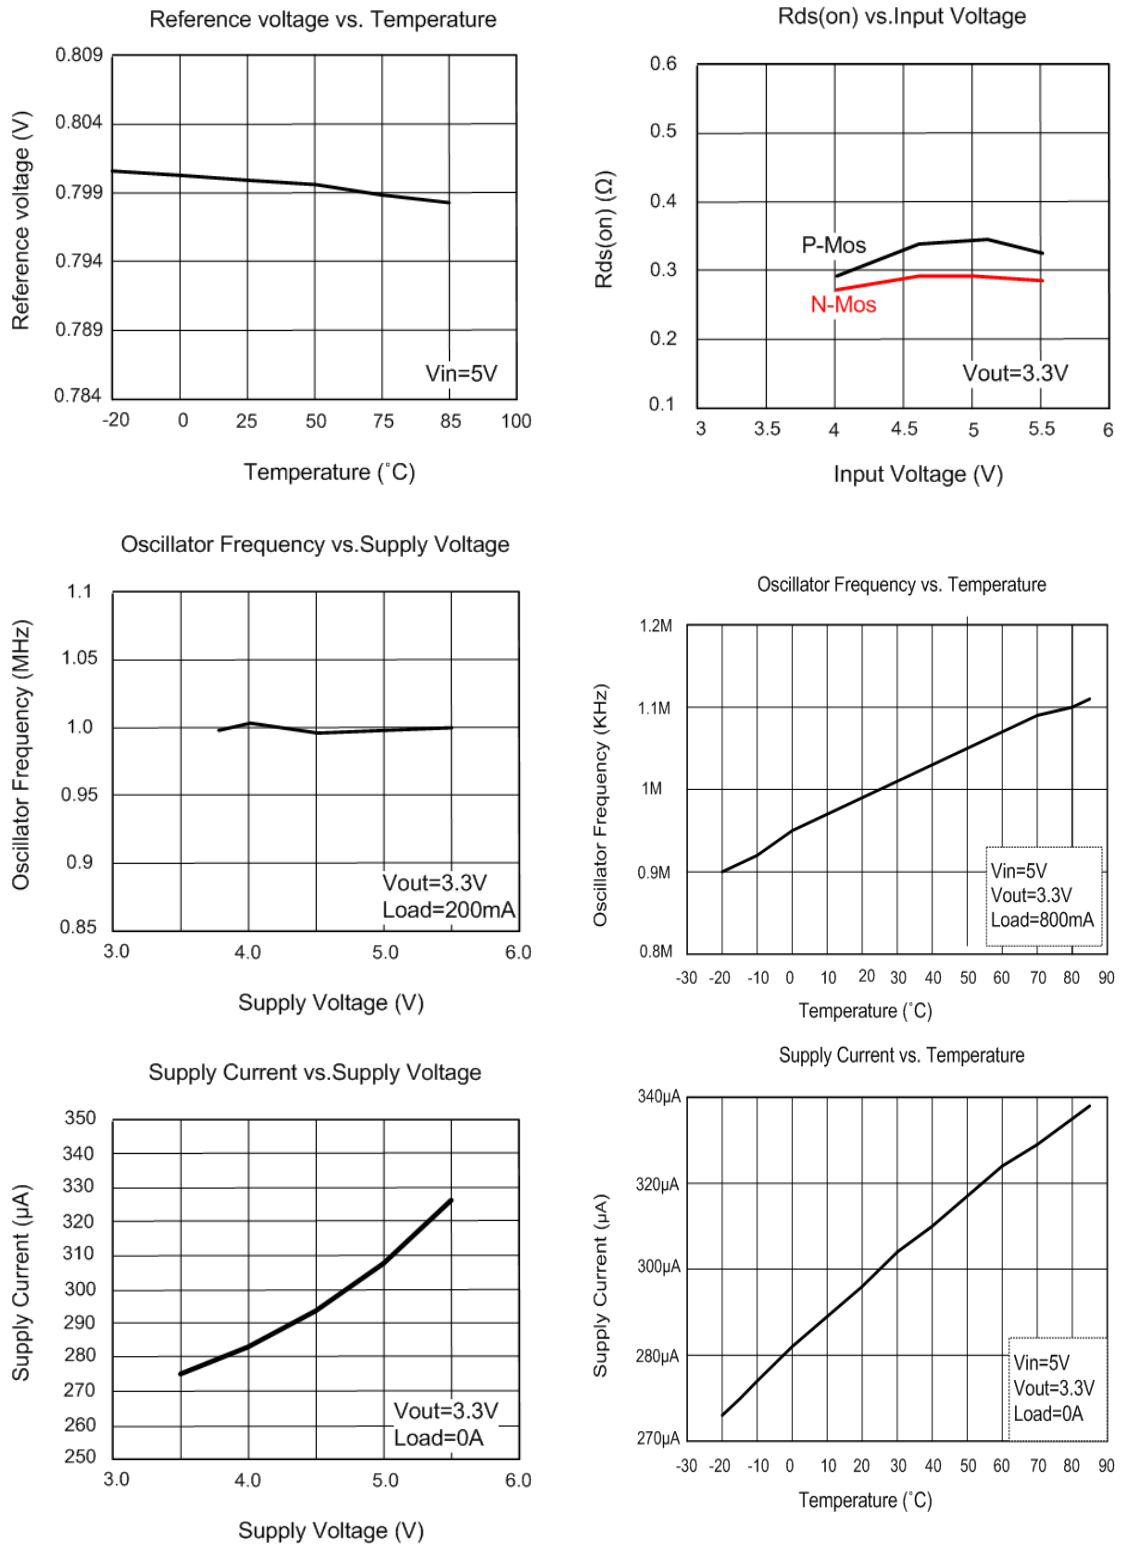 Reference voltage vs. Temperature
Reference voltage (V)
0.809
0.804
0.799
0.794
0.789
0.784
Vin=5V
-20 0 25 50 75 85 100
Temperature (˚C)
Rds(on) vs.Input Voltage
Rds(on) (Ω)
0.6
0.5
0.4
0.3
0.2
0.1
P-Mos
N-Mos
Vout=3.3V
3 3.5 4 4.5 5 5.5 6
Input Voltage (V)
Oscillator Frequency vs.Supply Voltage
Oscillator Frequency (MHz)
1.1
1.05
1.0
0.95
0.9
0.85
Vout=3.3V
Load=200mA
3.0 4.0 5.0 6.0
Supply Voltage (V)
Oscillator Frequency vs. Temperature
Oscillator Frequency (KHz)
1.2M
1.1M
1M
0.9M
0.8M
Vin=5V
Vout=3.3V
Load=800mA
-30 -20 -10 0 10 20 30 40 50 60 70 80 90
Temperature (˚C)
Supply Current vs.Supply Voltage
Supply Current (μA)
350
340
330
320
310
300
290
280
270
260
250
Vout=3.3V
Load=0A
3.0 4.0 5.0 6.0
Supply Voltage (V)
Supply Current vs. Temperature
Supply Current (μA)
340μA
320μA
300μA
280μA
270μA
Vin=5V
Vout=3.3V
Load=0A
-30 -20 -10 0 10 20 30 40 50 60 70 80 90
Temperature (˚C)